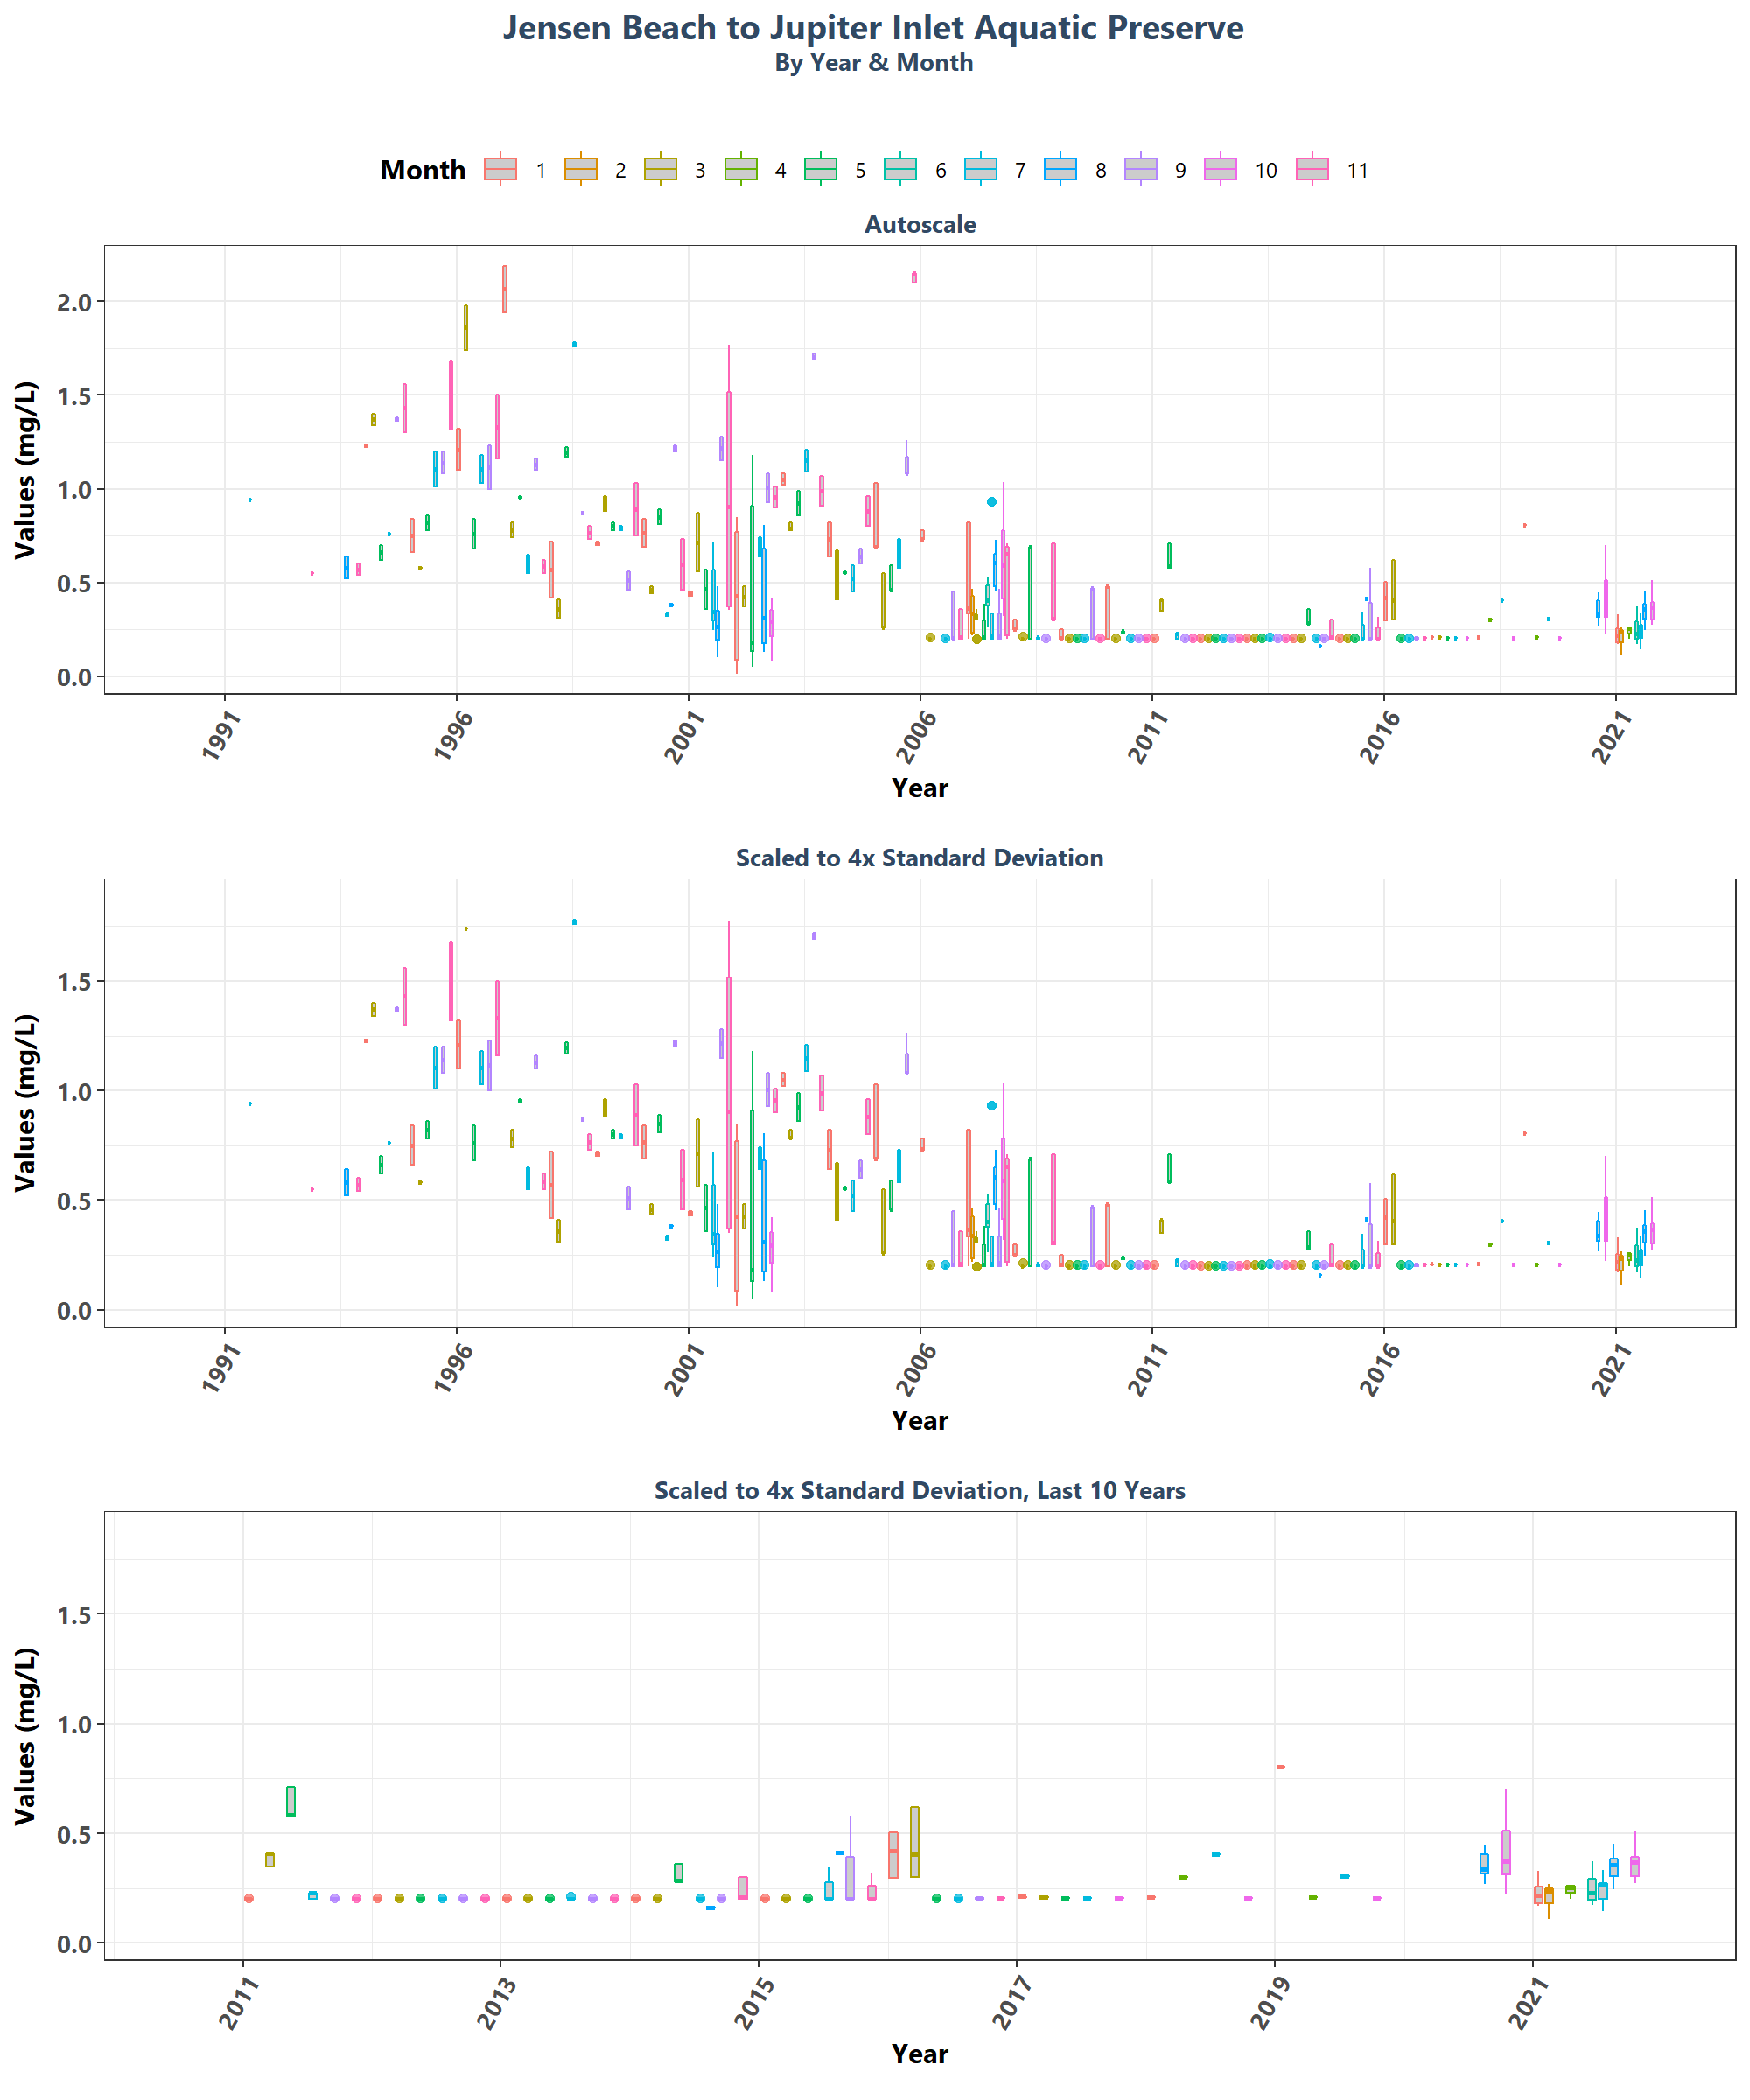 Jensen Beach to Jupiter Inlet Aquatic Preserve
By Year & Month
Month 1 2 3 4 5 6 7 8 9 10 11
Autoscale
Values (mg/L)
2.0
1.5
1.0
0.5
0.0
1991 1996 2001 2006 2011 2016 2021
Year
Scaled to 4x Standard Deviation
Values (mg/L)
1.5
1.0
0.5
0.0
1991 1996 2001 2006 2011 2016 2021
Year
Scaled to 4x Standard Deviation, Last 10 Years
Values (mg/L)
1.5
1.0
0.5
0.0
2011 2013 2015 2017 2019 2021
Year